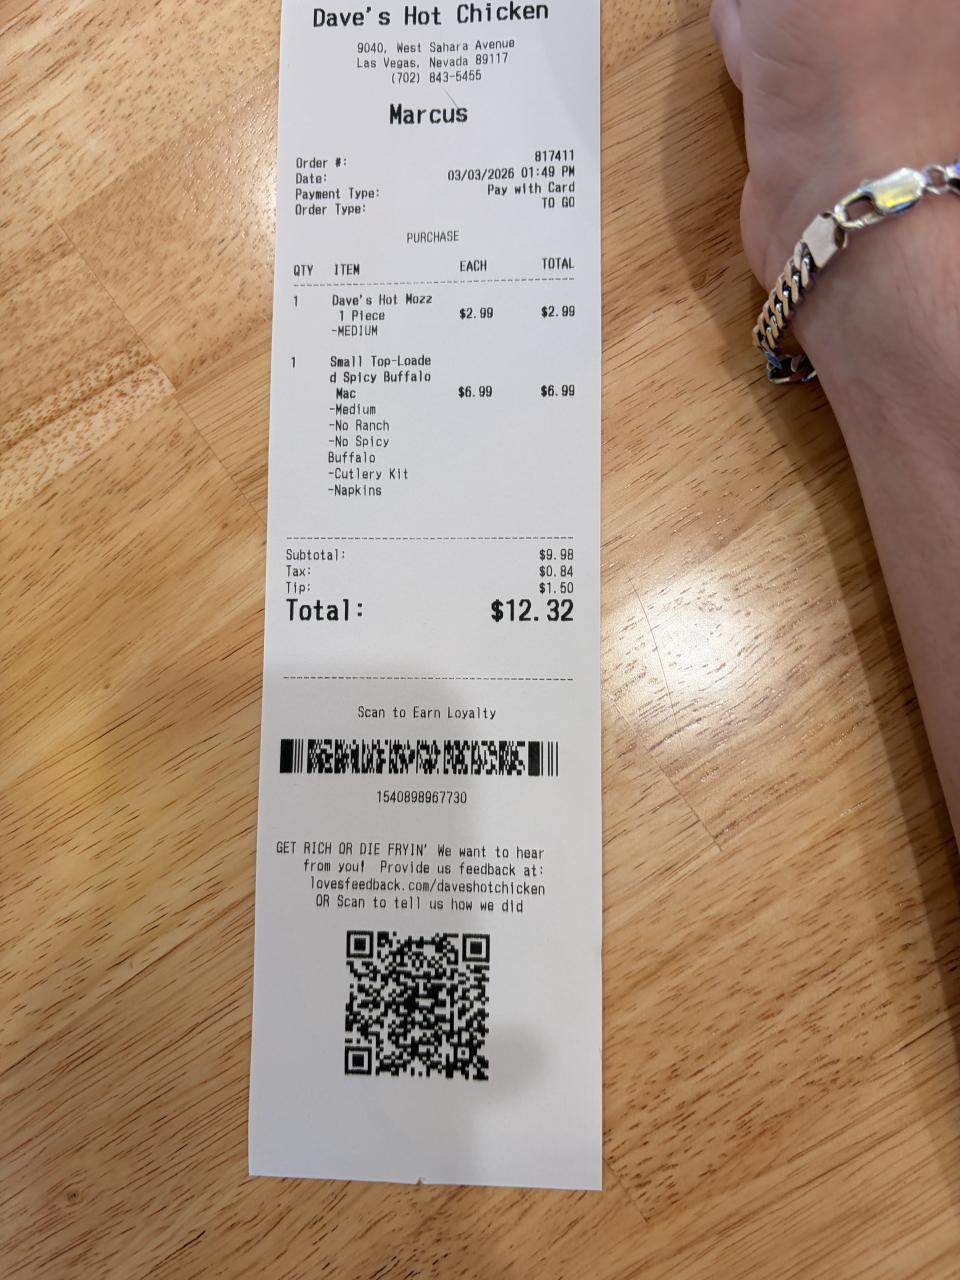 Dave's Hot Chicken
9040, West Sahara Avenue
Las Vegas, Nevada 89117
(702) 843-5455
Marcus
Order #: 817411
Date: 03/03/2026 01:49 PM
Payment Type: Pay with Card
Order Type: TO GO
PURCHASE
QTY ITEM EACH TOTAL
1 Dave's Hot Mozz
1 Piece $2.99 $2.99
-MEDIUM
1 Small Top-Loade
d Spicy Buffalo
Mac $6.99 $6.99
-Medium
-No Ranch
-No Spicy
Buffalo
-Cutlery Kit
-Napkins
Subtotal: $9.98
Tax: $0.84
Tip: $1.50
Total: $12.32
Scan to Earn Loyalty
1540898967730
GET RICH OR DIE FRYIN' We want to hear
from you! Provide us feedback at:
lovesfeedback.com/daveshotchicken
OR Scan to tell us how we did